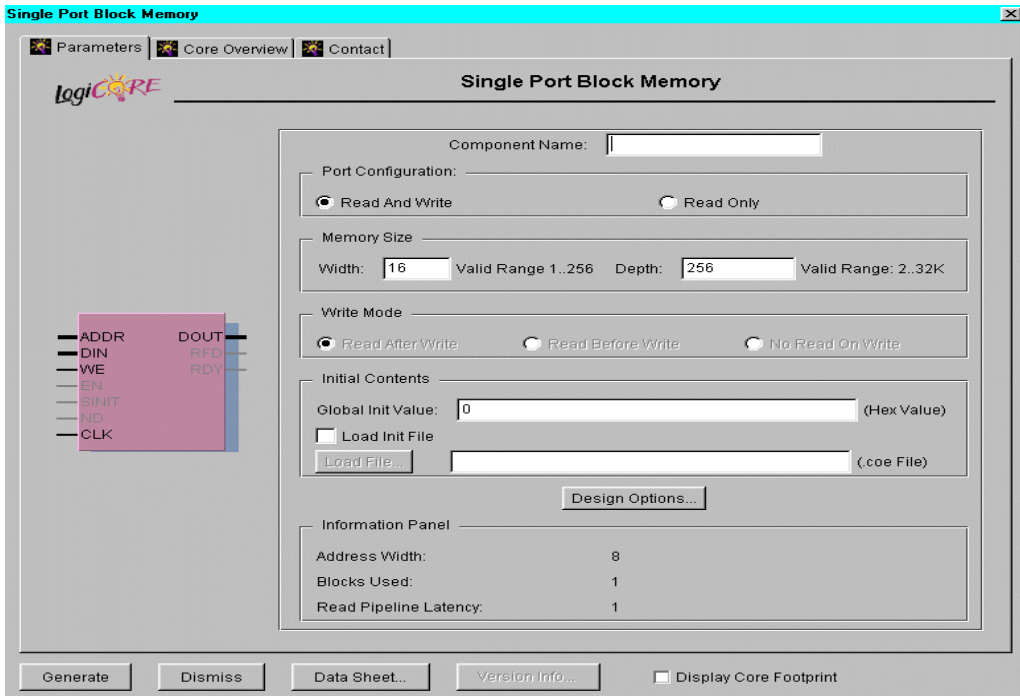 Single Port Block Memory
Parameters Core Overview Contact
LogiCORE
Single Port Block Memory
Component Name:
Port Configuration:
Read And Write Read Only
Memory Size
Width: 16 Valid Range 1..256 Depth: 256 Valid Range: 2..32K
Write Mode
Read After Write Read Before Write No Read On Write
Initial Contents
Global Init Value: 0 (Hex Value)
Load Init File
Load File... (.coe File)
Design Options...
Information Panel
Address Width: 8
Blocks Used: 1
Read Pipeline Latency: 1
ADDR DOUT
DIN RFD
WE RDY
EN
SINIT
ND
CLK
Generate Dismiss Data Sheet... Version Info... Display Core Footprint